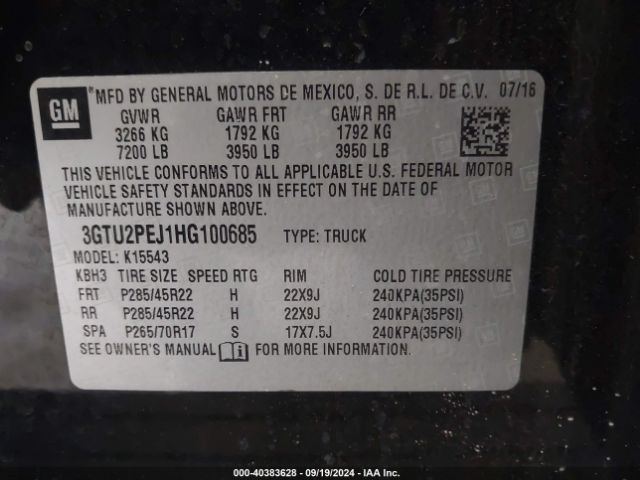 GM
MFD BY GENERAL MOTORS DE MEXICO, S. DE R.L. DE C.V. 07/16
GVWR GAWR FRT GAWR RR
3266 KG 1792 KG 1792 KG
7200 LB 3950 LB 3950 LB
THIS VEHICLE CONFORMS TO ALL APPLICABLE U.S. FEDERAL MOTOR
VEHICLE SAFETY STANDARDS IN EFFECT ON THE DATE OF
MANUFACTURE SHOWN ABOVE.
3GTU2PEJ1HG100685 TYPE: TRUCK
MODEL: K15543
KBH3 TIRE SIZE SPEED RTG RIM COLD TIRE PRESSURE
FRT P285/45R22 H 22X9J 240KPA(35PSI)
RR P285/45R22 H 22X9J 240KPA(35PSI)
SPA P265/70R17 S 17X7.5J 240KPA(35PSI)
SEE OWNER'S MANUAL FOR MORE INFORMATION
000-40383628 - 09/19/2024 - IAA Inc.